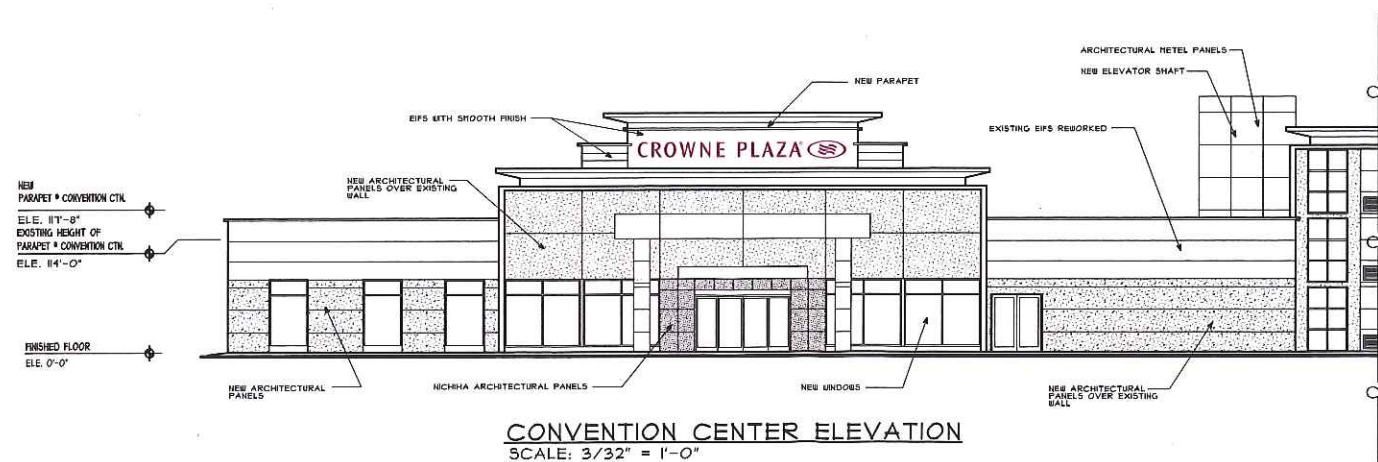 ARCHITECTURAL METEL PANELS
NEW ELEVATOR SHAFT
NEW PARAPET
EIFS WITH SMOOTH FINISH
EXISTING EIFS REWORKED
CROWNE PLAZA
NEW ARCHITECTURAL
PANELS OVER EXISTING
WALL
NEW
PARAPET @ CONVENTION CTN.
ELE. 117'-8"
EXISTING HEIGHT OF
PARAPET @ CONVENTION CTN.
ELE. 114'-0"
FINISHED FLOOR
ELE. 0'-0"
NEW ARCHITECTURAL
PANELS
NICHIHA ARCHITECTURAL PANELS
NEW WINDOWS
NEW ARCHITECTURAL
PANELS OVER EXISTING
WALL
CONVENTION CENTER ELEVATION
SCALE: 3/32" = 1'-0"